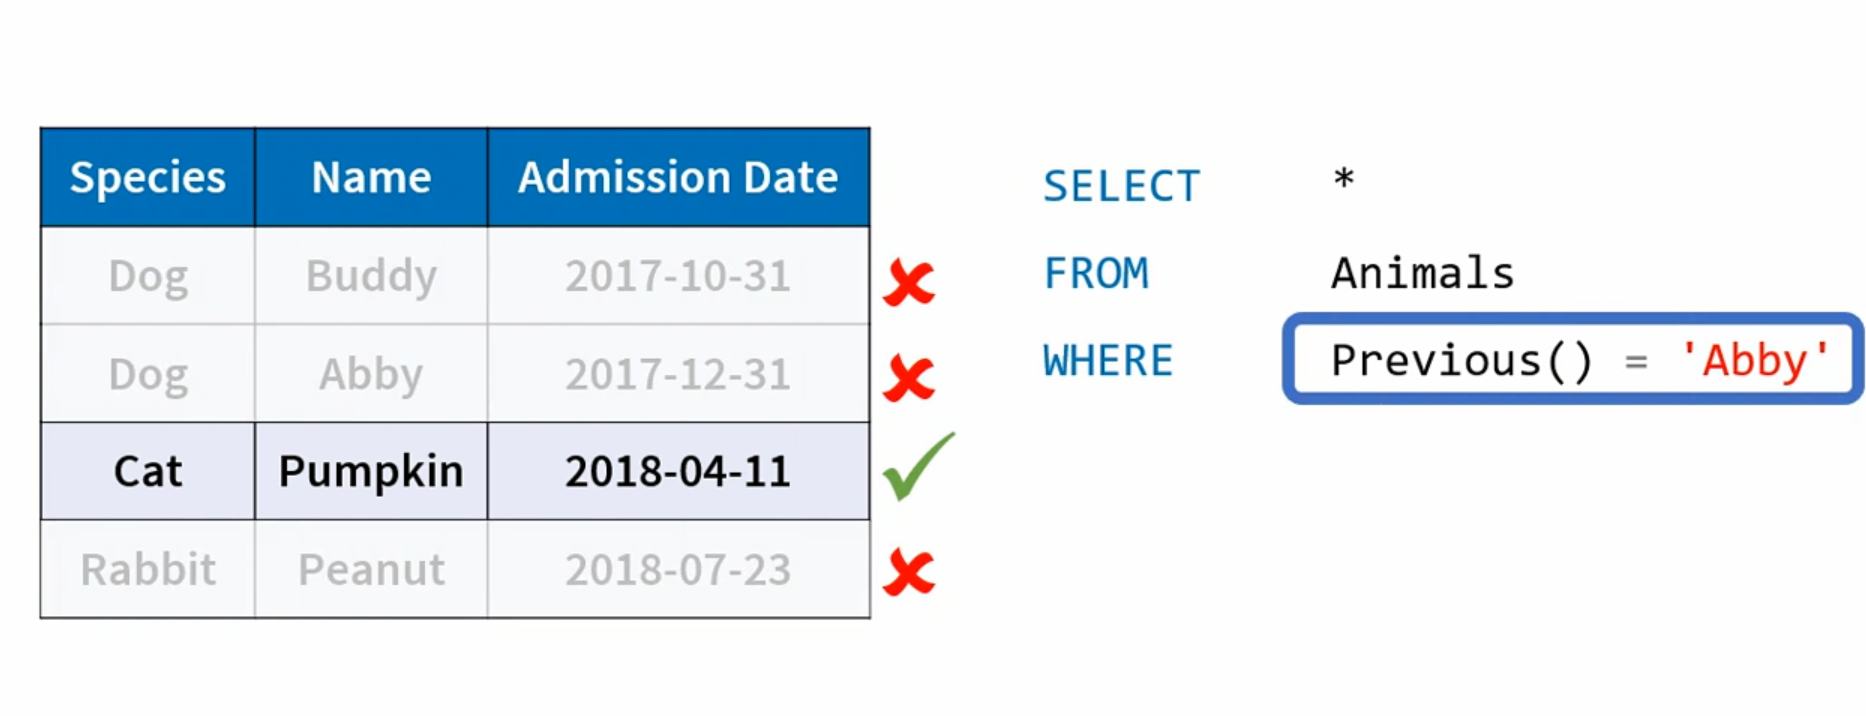 Species Name Admission Date
Dog Buddy 2017-10-31
Dog Abby 2017-12-31
Cat Pumpkin 2018-04-11
Rabbit Peanut 2018-07-23
SELECT *
FROM Animals
WHERE Previous() = 'Abby'